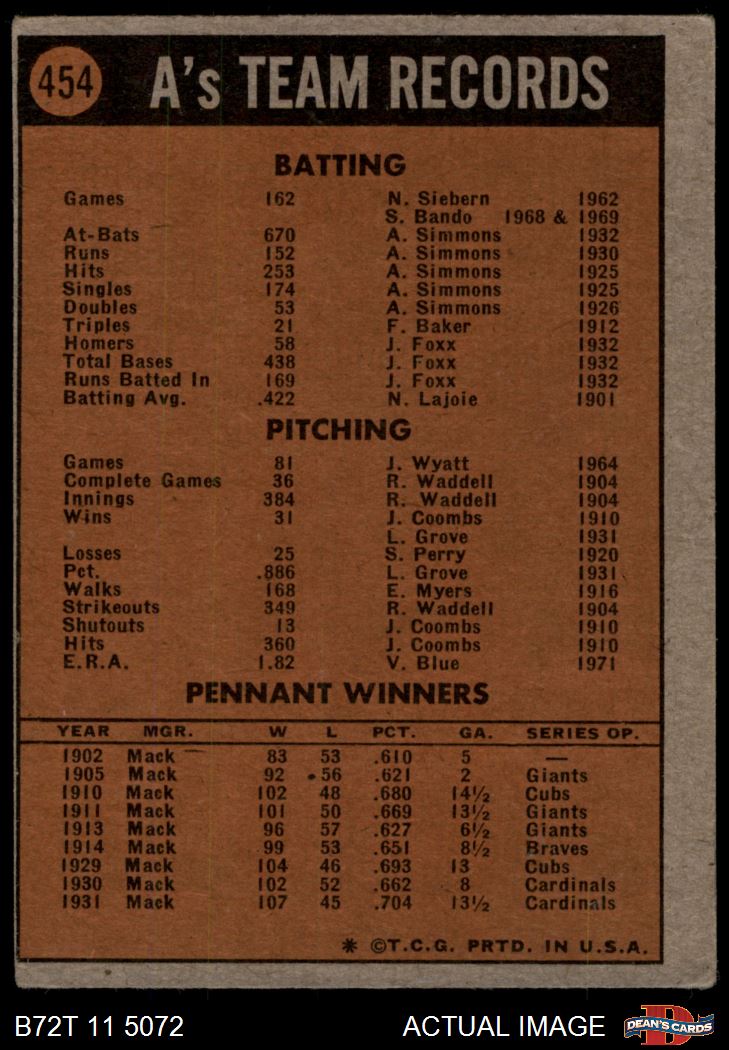 454 A's TEAM RECORDS
BATTING
Games 162 N. Siebern 1962
S. Bando 1968 & 1969
At-Bats 670 A. Simmons 1932
Runs 152 A. Simmons 1930
Hits 253 A. Simmons 1925
Singles 174 A. Simmons 1925
Doubles 53 A. Simmons 1926
Triples 21 F. Baker 1912
Homers 58 J. Foxx 1932
Total Bases 438 J. Foxx 1932
Runs Batted In 169 J. Foxx 1932
Batting Avg. .422 N. Lajoie 1901
PITCHING
Games 81 J. Wyatt 1964
Complete Games 36 R. Waddell 1904
Innings 384 R. Waddell 1904
Wins 31 J. Coombs 1910
L. Grove 1931
Losses 25 S. Perry 1920
Pct. .886 L. Grove 1931
Walks 168 E. Myers 1916
Strikeouts 349 R. Waddell 1904
Shutouts 13 J. Coombs 1910
Hits 360 J. Coombs 1910
E.R.A. 1.82 V. Blue 1971
PENNANT WINNERS
YEAR MGR. W L PCT. GA. SERIES OP.
1902 Mack 83 53 .610 5 —
1905 Mack 92 56 .621 2 Giants
1910 Mack 102 48 .680 14½ Cubs
1911 Mack 101 50 .669 13½ Giants
1913 Mack 96 57 .627 6½ Giants
1914 Mack 99 53 .651 8½ Braves
1929 Mack 104 46 .693 13 Cubs
1930 Mack 102 52 .662 8 Cardinals
1931 Mack 107 45 .704 13½ Cardinals
* ©T.C.G. PRTD. IN U.S.A.
B72T 11 5072 ACTUAL IMAGE DEAN'S CARDS